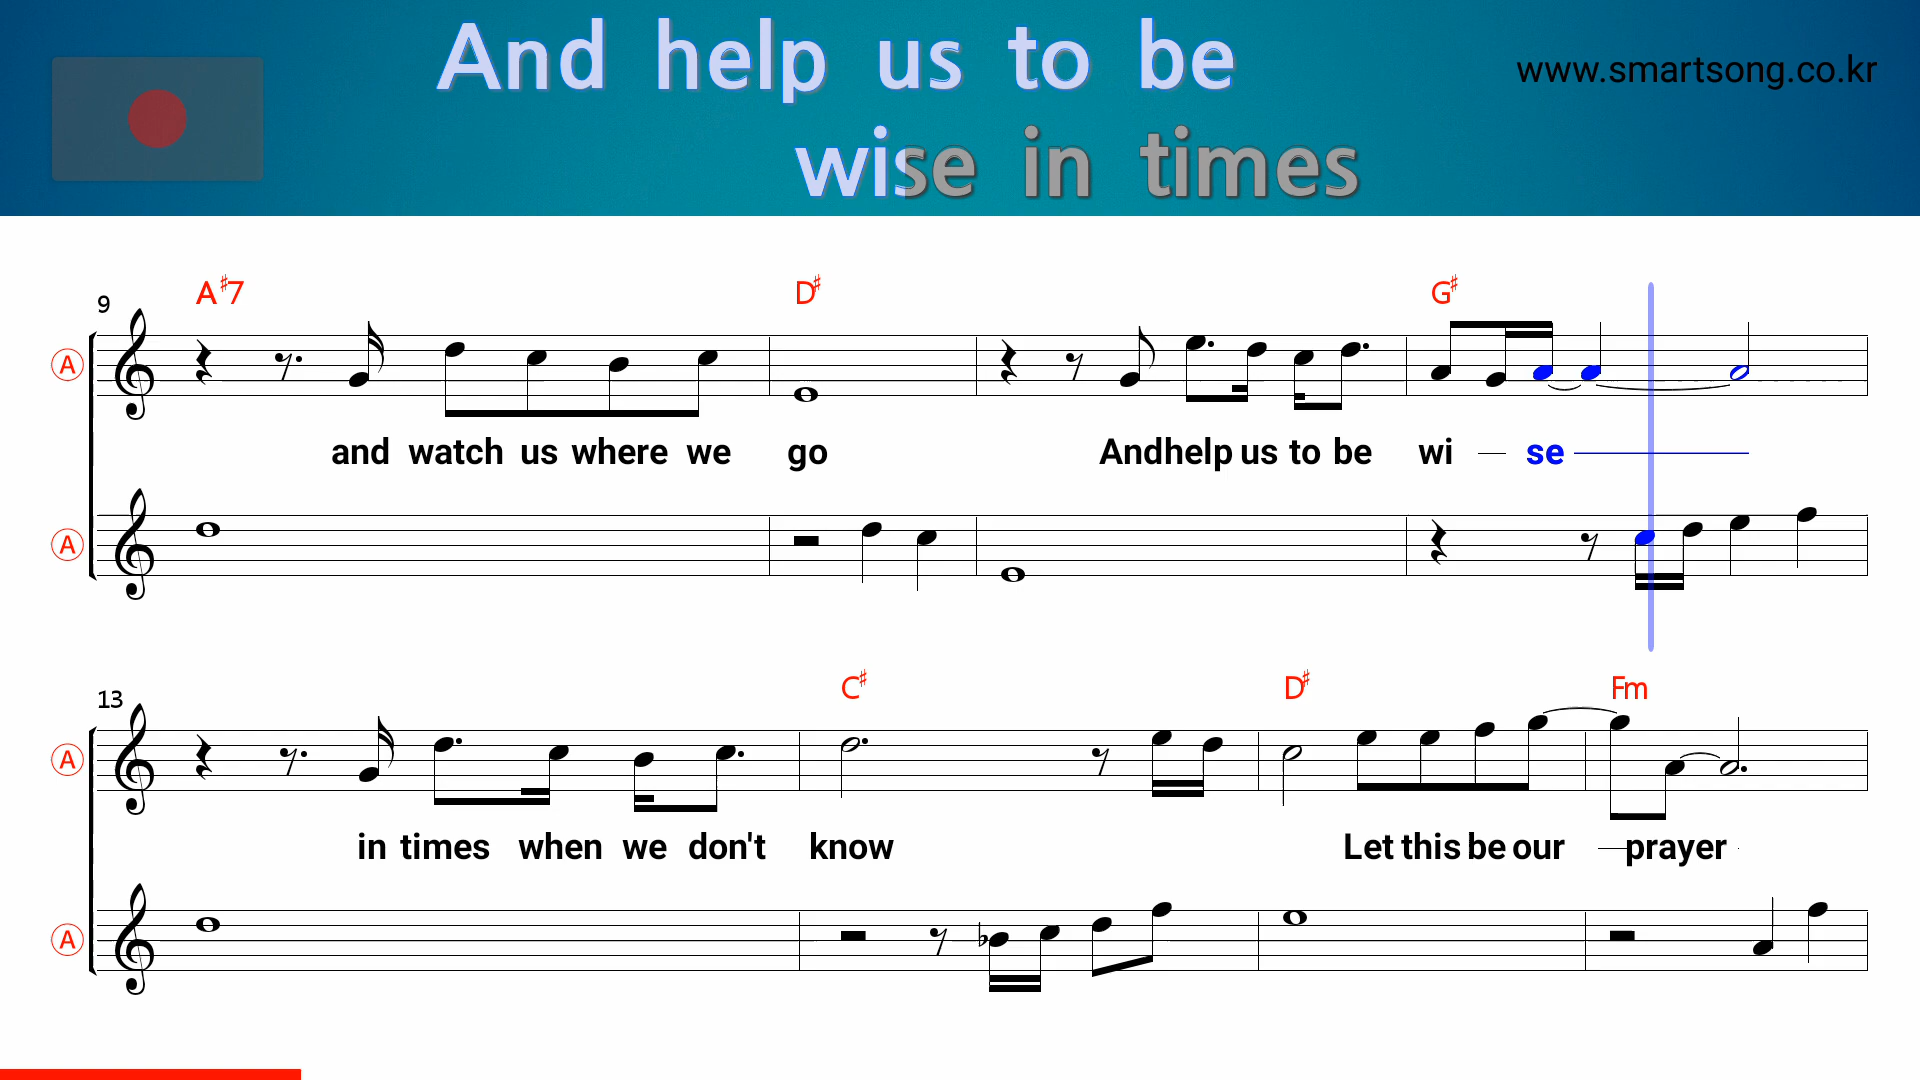 And help us to be
www.smartsong.co.kr
wise in times
9 A♯7 D♯ G♯
A
and watch us where we go Andhelp us to be wi se
A
13 C♯ D♯ Fm
A
in times when we don't know Let this be our prayer
A